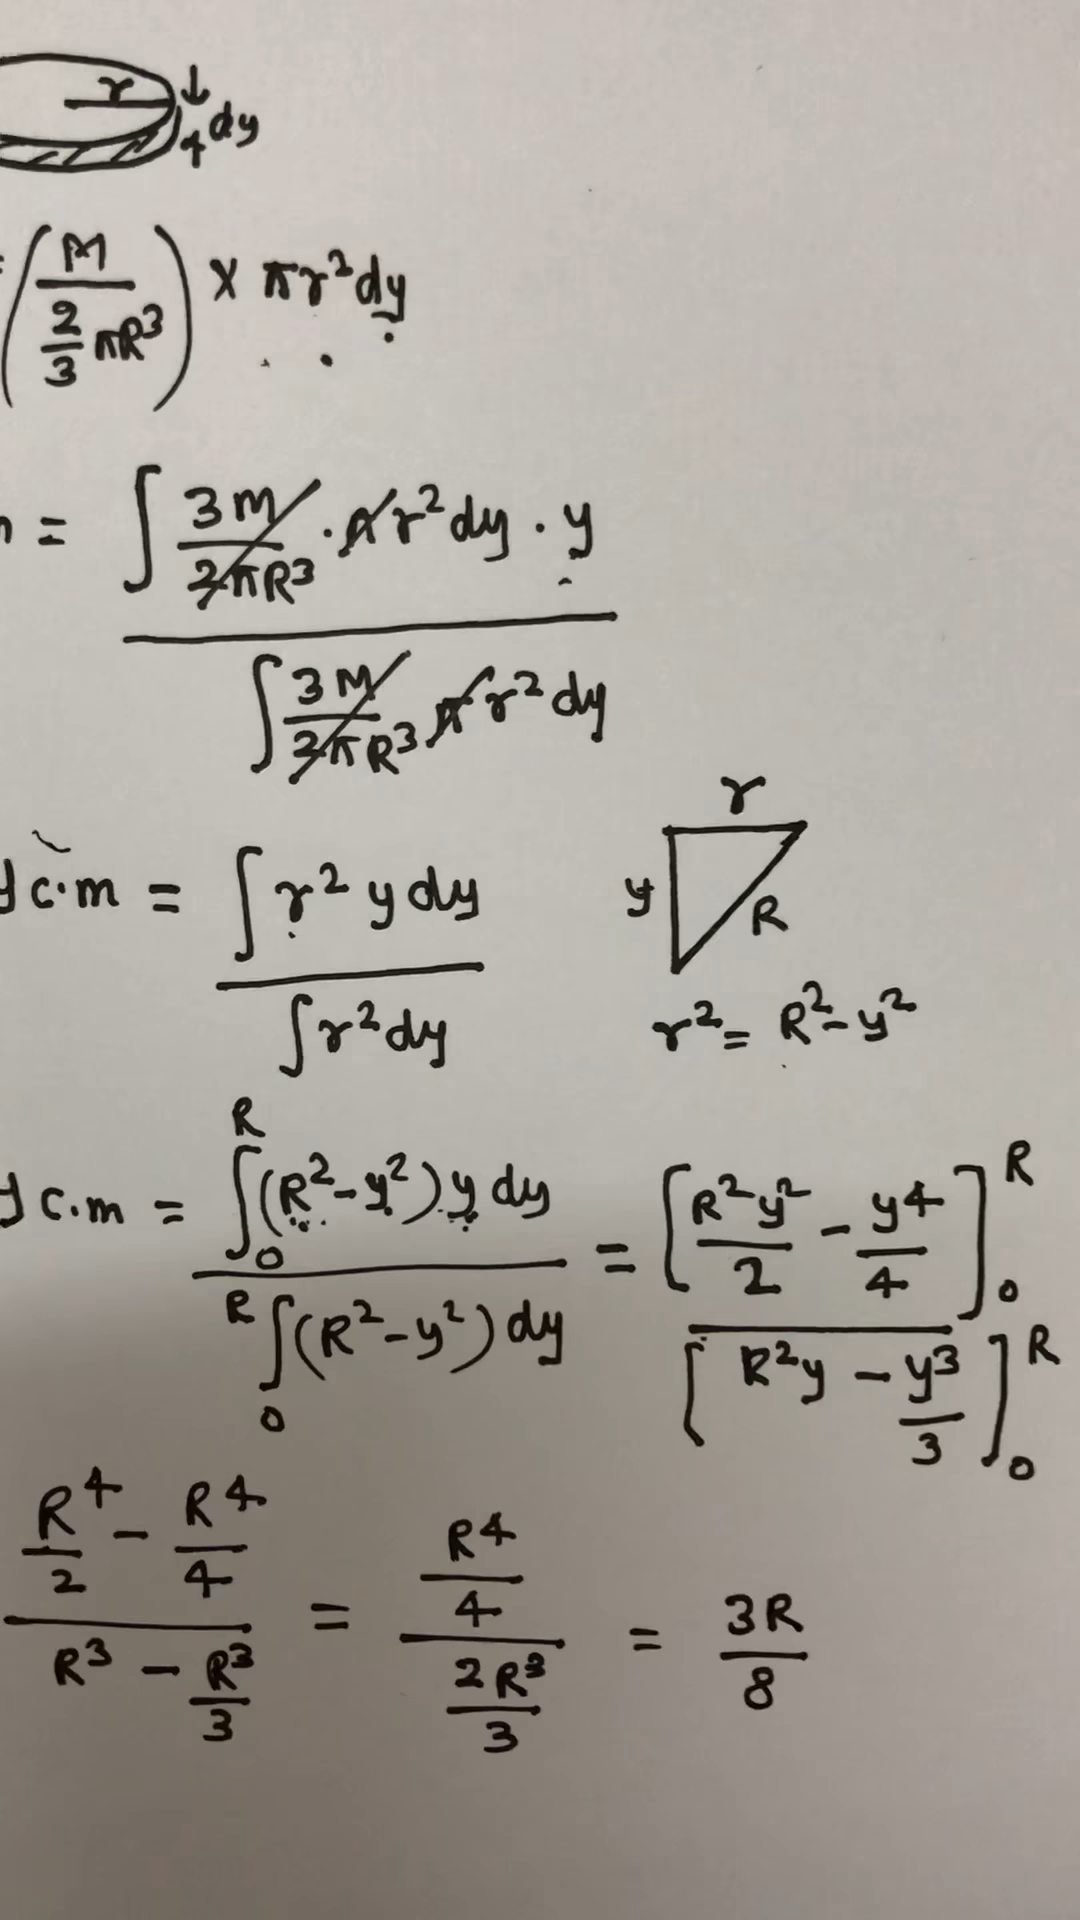 r ↓
dy
(M / (2/3 πR³)) × πr²dy
= ∫ 3M/(2πR³) · πr²dy · y
∫ 3M/(2πR³) πr²dy
r
y R
c.m = ∫ r² y dy / ∫ r² dy
r² = R² - y²
y c.m = ∫₀ᴿ (R² - y²) y dy / ∫₀ᴿ (R² - y²) dy = [R²y²/2 - y⁴/4]₀ᴿ / [R²y - y³/3]₀ᴿ
(R⁴/2 - R⁴/4) / (R³ - R³/3) = (R⁴/4) / (2R³/3) = 3R/8